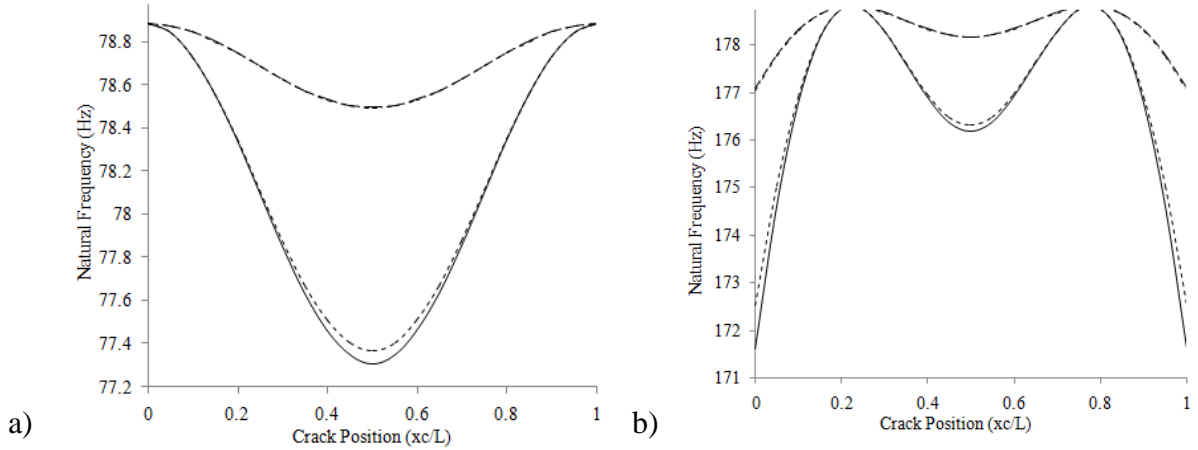 78.8
78.6
78.4
78.2
78
77.8
77.6
77.4
77.2
Natural Frequency (Hz)
0 0.2 0.4 0.6 0.8 1
Crack Position (xc/L)
a)
178
177
176
175
174
173
172
171
Natural Frequency (Hz)
0 0.2 0.4 0.6 0.8 1
Crack Position (xc/L)
b)